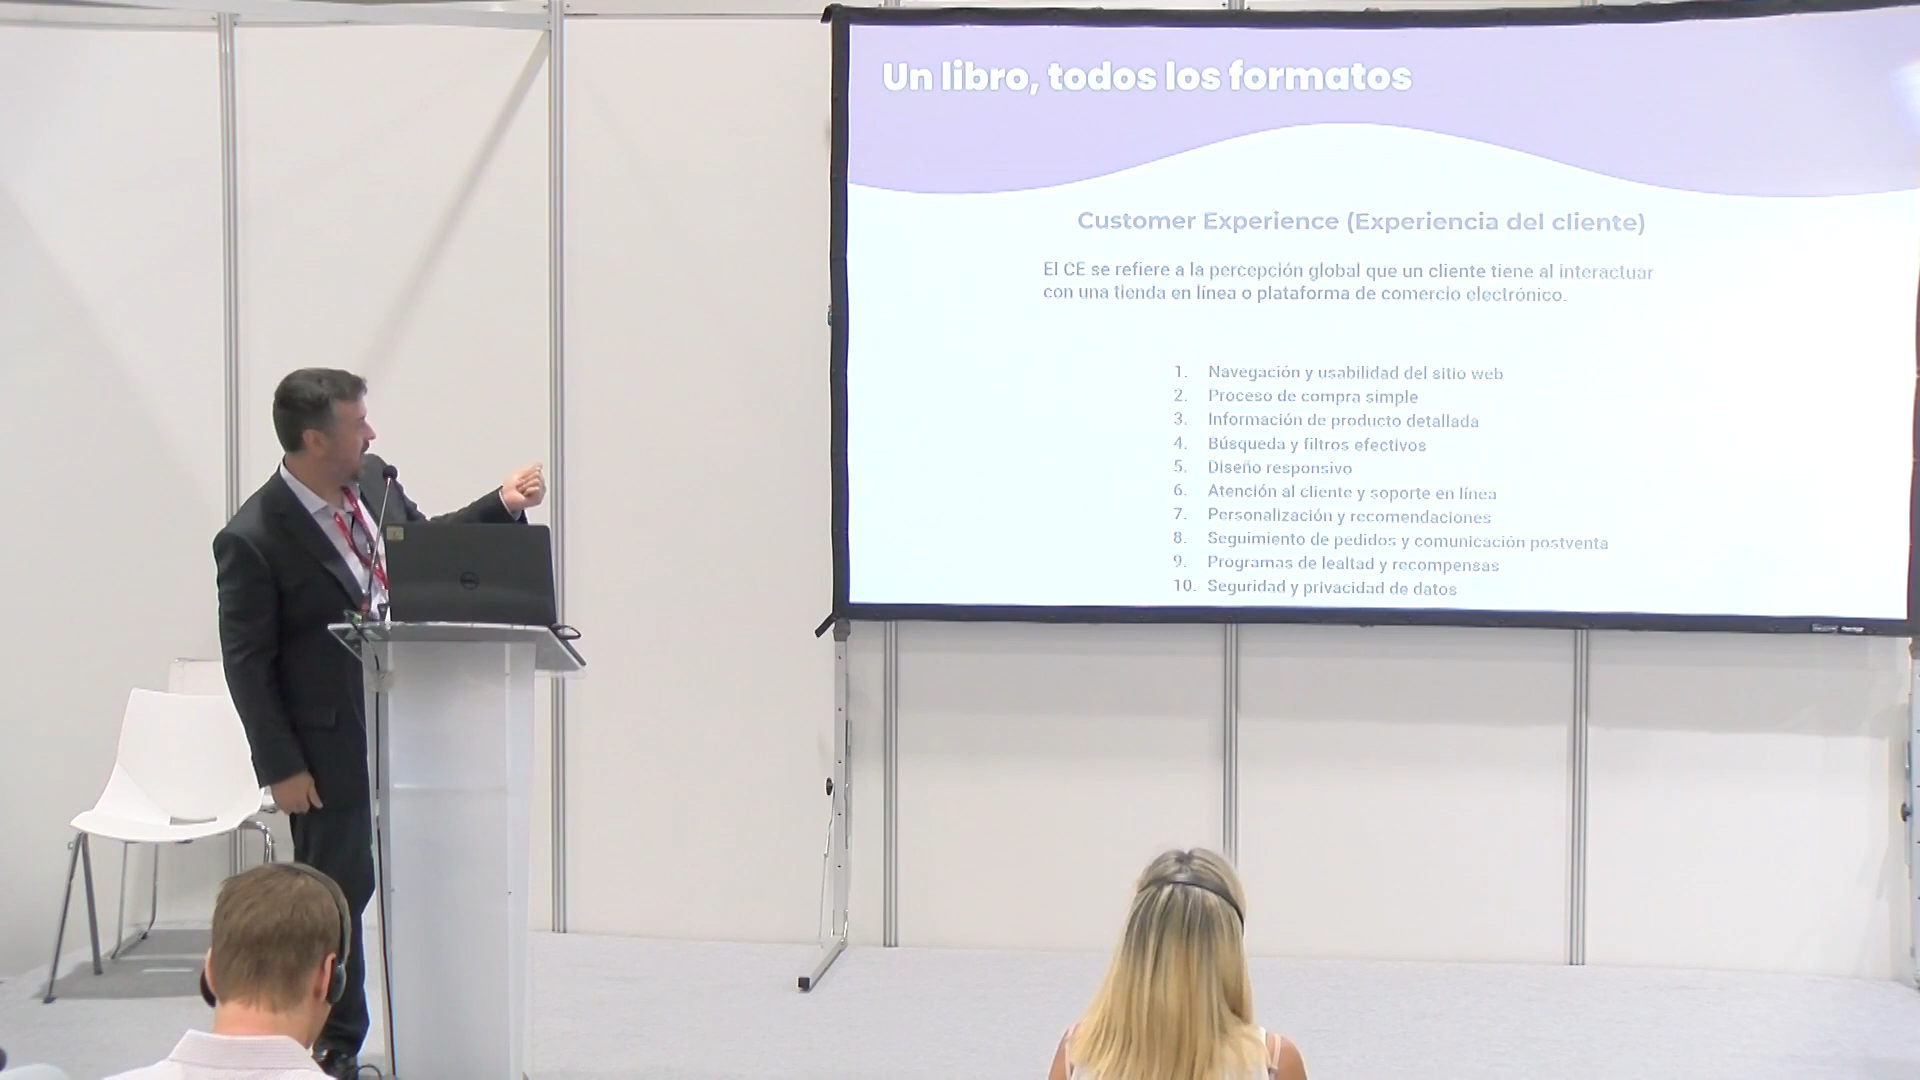 Un libro, todos los formatos
Customer Experience (Experiencia del cliente)
El CE se refiere a la percepción global que un cliente tiene al interactuar
con una tienda en línea o plataforma de comercio electrónico.
1. Navegación y usabilidad del sitio web
2. Proceso de compra simple
3. Información de producto detallada
4. Búsqueda y filtros efectivos
5. Diseño responsivo
6. Atención al cliente y soporte en línea
7. Personalización y recomendaciones
8. Seguimiento de pedidos y comunicación postventa
9. Programas de lealtad y recompensas
10. Seguridad y privacidad de datos
DELL